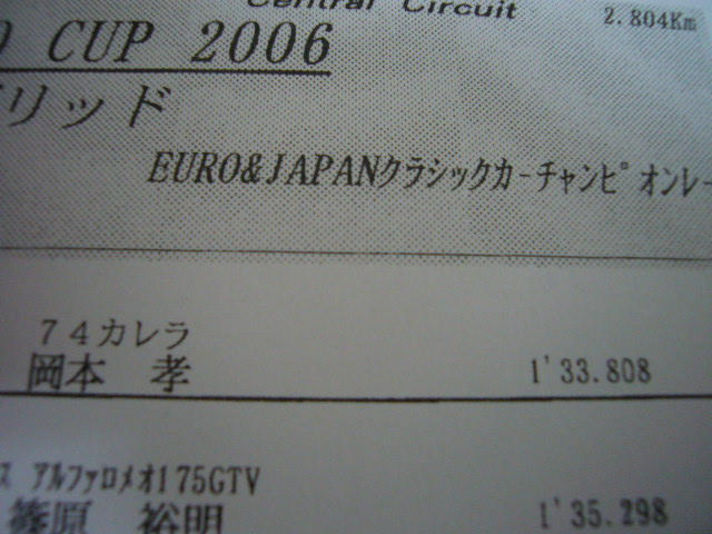 Central Circuit
2.804Km
CUP 2006
リッド
EURO&JAPANクラシックカーチャンピオンレー
74カレラ
岡本 孝 1'33.808
ス アルファロメオ175GTV
篠原 裕明 1'35.298